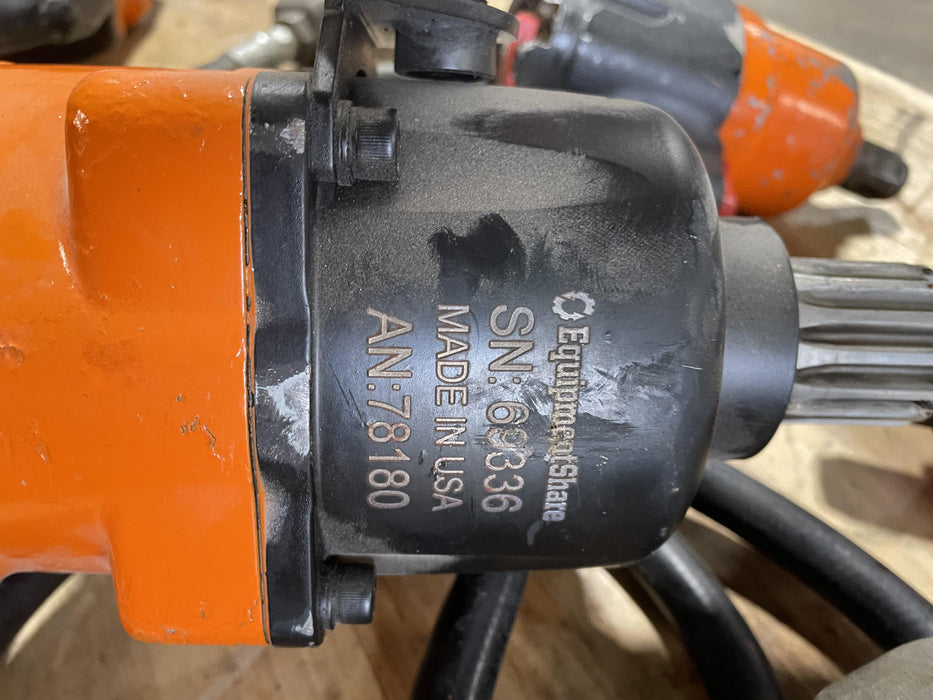 EquipmentShare
SN: 69336
MADE IN USA
AN:78180